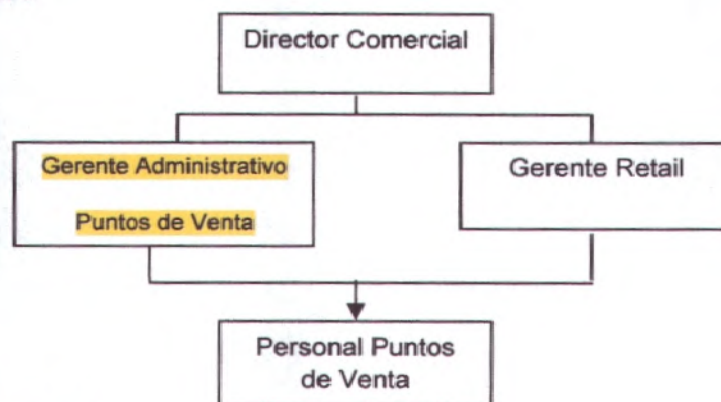 Director Comercial
Gerente Administrativo
Puntos de Venta
Gerente Retail
Personal Puntos
de Venta